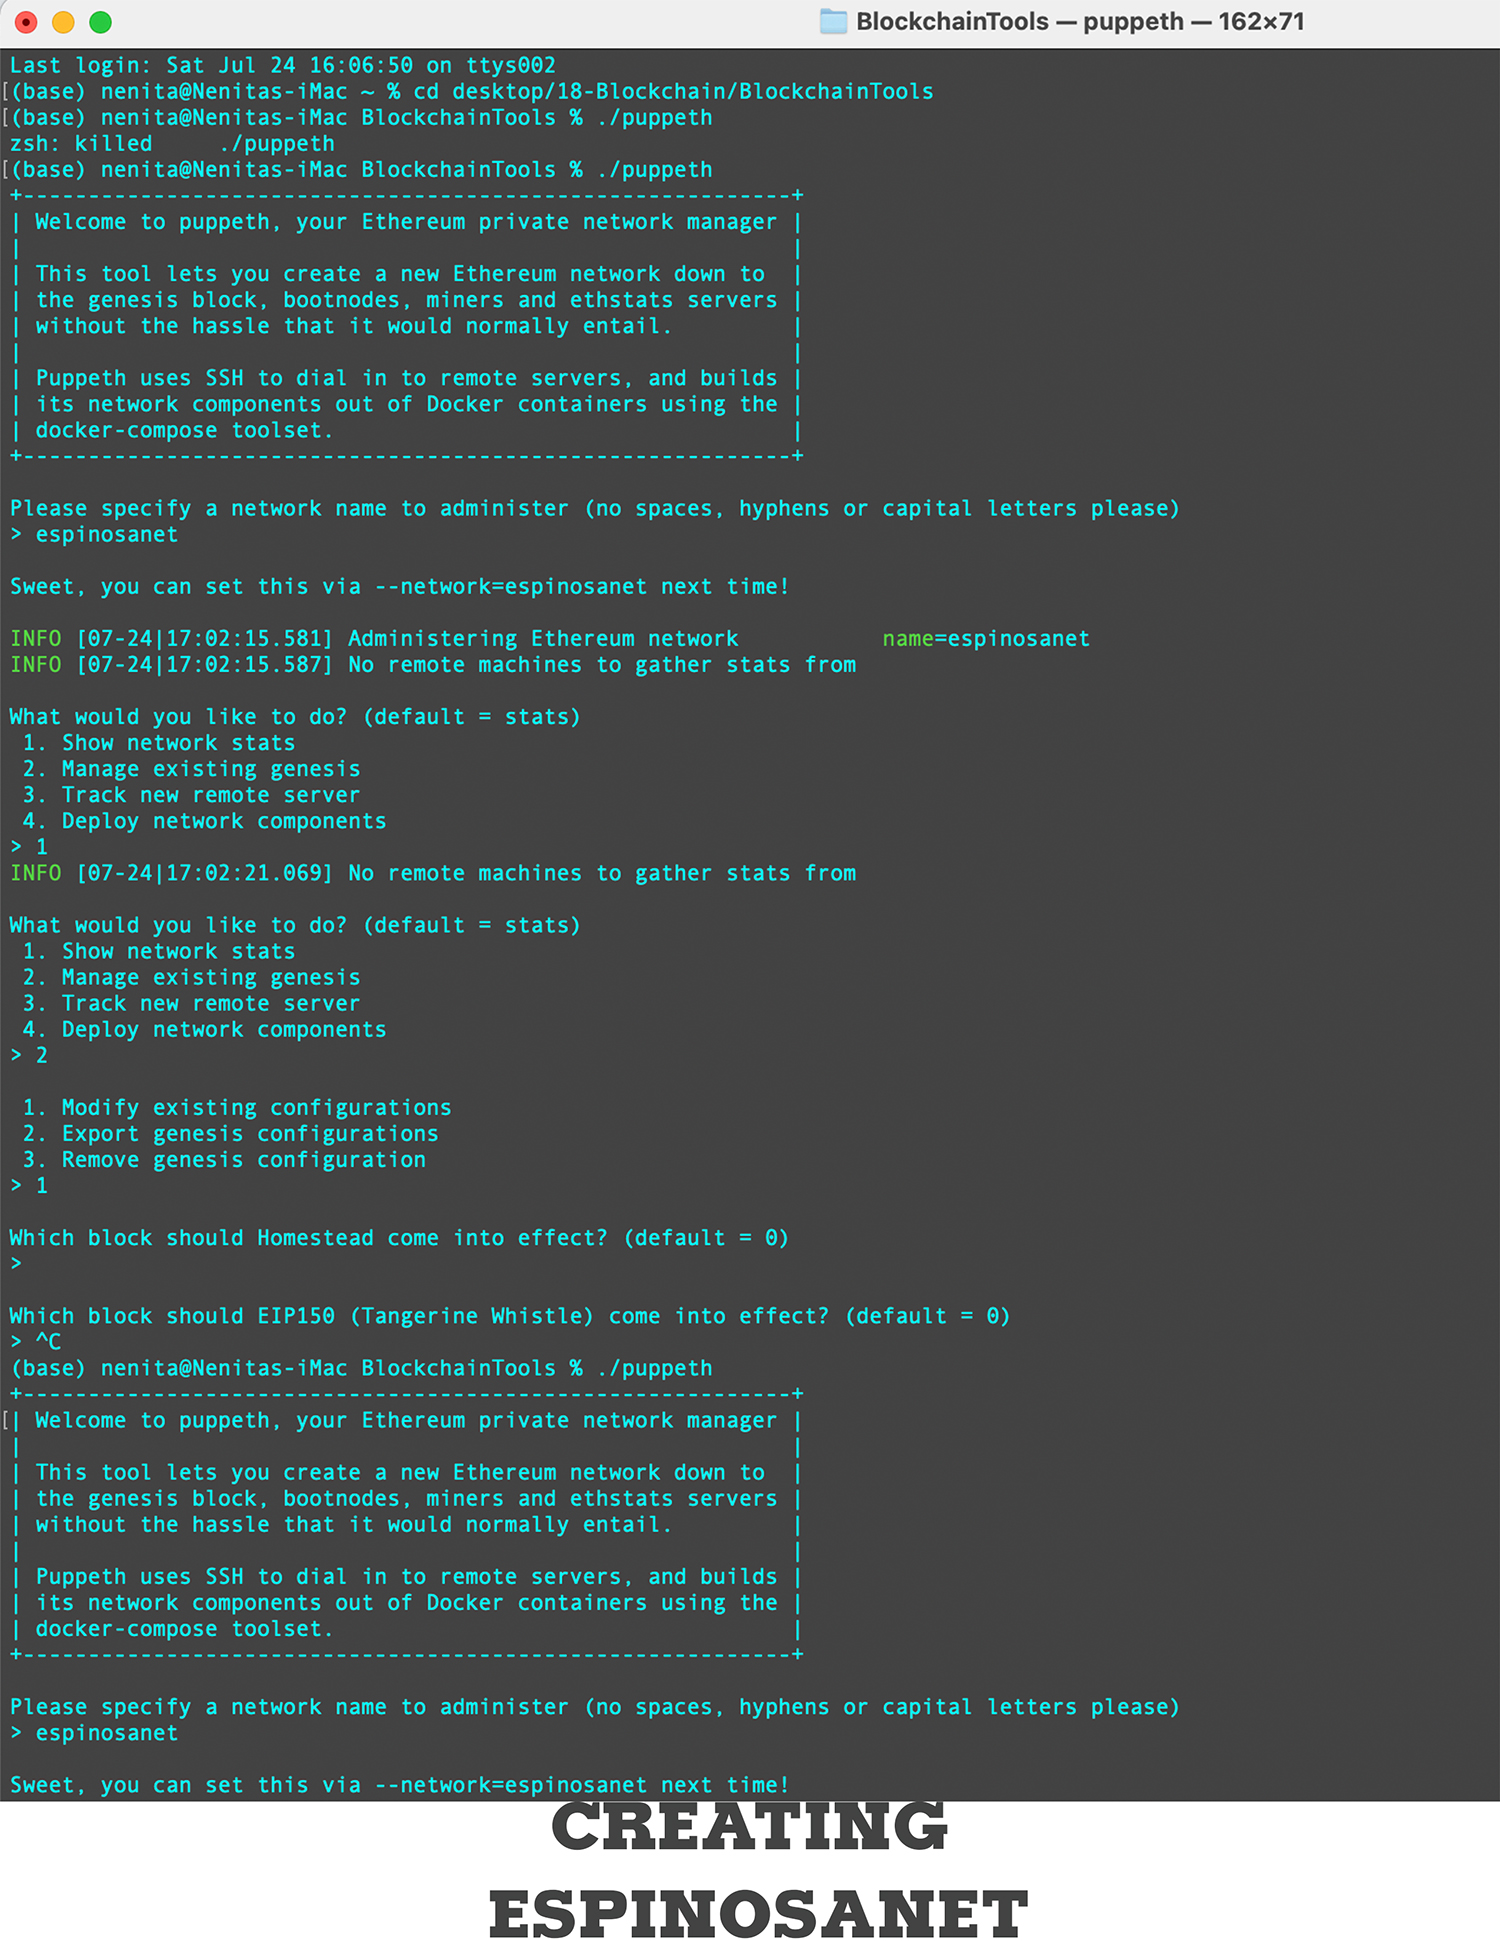 BlockchainTools — puppeth — 162×71
Last login: Sat Jul 24 16:06:50 on ttys002
[(base) nenita@Nenitas-iMac ~ % cd desktop/18-Blockchain/BlockchainTools
[(base) nenita@Nenitas-iMac BlockchainTools % ./puppeth
zsh: killed     ./puppeth
[(base) nenita@Nenitas-iMac BlockchainTools % ./puppeth
+-----------------------------------------------------------+
| Welcome to puppeth, your Ethereum private network manager |
|                                                           |
| This tool lets you create a new Ethereum network down to  |
| the genesis block, bootnodes, miners and ethstats servers |
| without the hassle that it would normally entail.         |
|                                                           |
| Puppeth uses SSH to dial in to remote servers, and builds |
| its network components out of Docker containers using the |
| docker-compose toolset.                                   |
+-----------------------------------------------------------+
Please specify a network name to administer (no spaces, hyphens or capital letters please)
> espinosanet
Sweet, you can set this via --network=espinosanet next time!
INFO [07-24|17:02:15.581] Administering Ethereum network           name=espinosanet
INFO [07-24|17:02:15.587] No remote machines to gather stats from
What would you like to do? (default = stats)
 1. Show network stats
 2. Manage existing genesis
 3. Track new remote server
 4. Deploy network components
> 1
INFO [07-24|17:02:21.069] No remote machines to gather stats from
What would you like to do? (default = stats)
 1. Show network stats
 2. Manage existing genesis
 3. Track new remote server
 4. Deploy network components
> 2
 1. Modify existing configurations
 2. Export genesis configurations
 3. Remove genesis configuration
> 1
Which block should Homestead come into effect? (default = 0)
>
Which block should EIP150 (Tangerine Whistle) come into effect? (default = 0)
> ^C
(base) nenita@Nenitas-iMac BlockchainTools % ./puppeth
+-----------------------------------------------------------+
[| Welcome to puppeth, your Ethereum private network manager |
|                                                           |
| This tool lets you create a new Ethereum network down to  |
| the genesis block, bootnodes, miners and ethstats servers |
| without the hassle that it would normally entail.         |
|                                                           |
| Puppeth uses SSH to dial in to remote servers, and builds |
| its network components out of Docker containers using the |
| docker-compose toolset.                                   |
+-----------------------------------------------------------+
Please specify a network name to administer (no spaces, hyphens or capital letters please)
> espinosanet
Sweet, you can set this via --network=espinosanet next time!
CREATING
ESPINOSANET